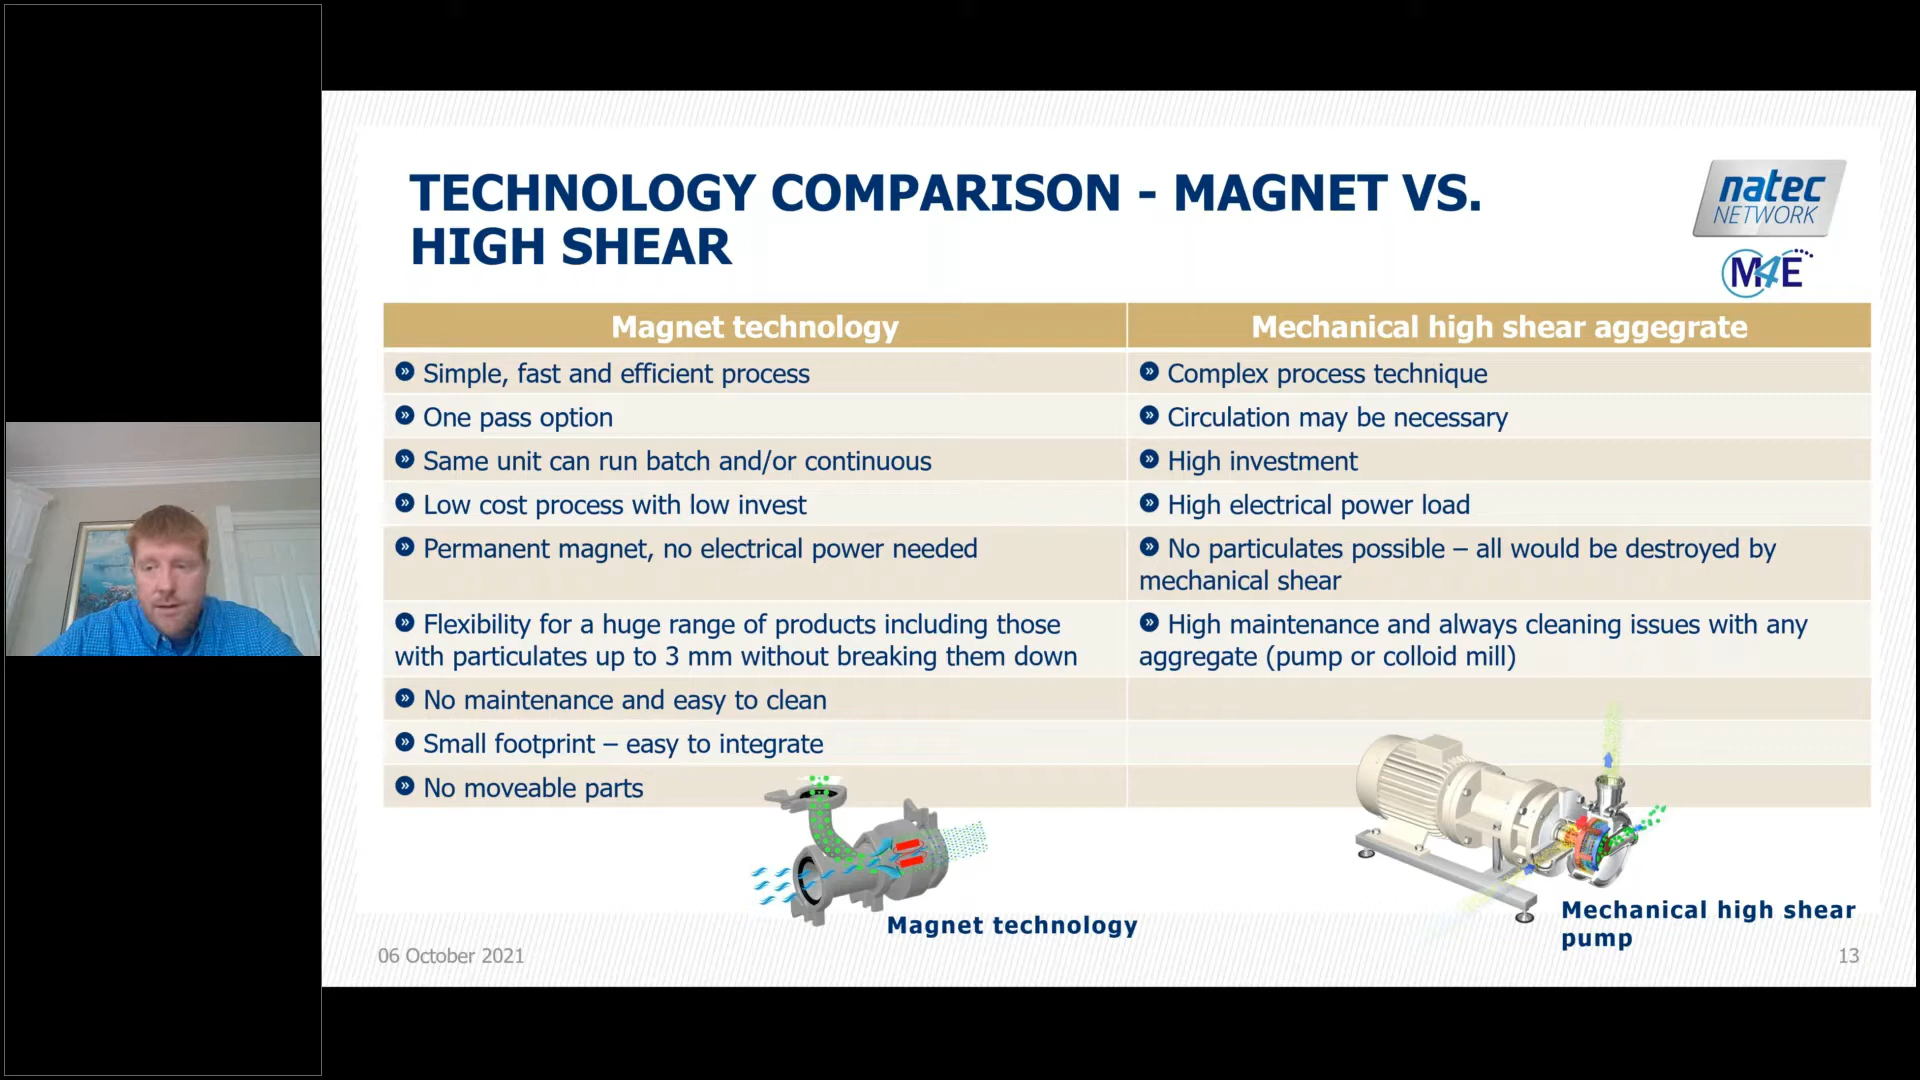 TECHNOLOGY COMPARISON - MAGNET VS.
HIGH SHEAR
natec
NETWORK
M4E
Magnet technology
Mechanical high shear aggegrate
Simple, fast and efficient process
Complex process technique
One pass option
Circulation may be necessary
Same unit can run batch and/or continuous
High investment
Low cost process with low invest
High electrical power load
Permanent magnet, no electrical power needed
No particulates possible – all would be destroyed by
mechanical shear
Flexibility for a huge range of products including those
with particulates up to 3 mm without breaking them down
High maintenance and always cleaning issues with any
aggregate (pump or colloid mill)
No maintenance and easy to clean
Small footprint – easy to integrate
No moveable parts
Magnet technology
Mechanical high shear
pump
06 October 2021
13